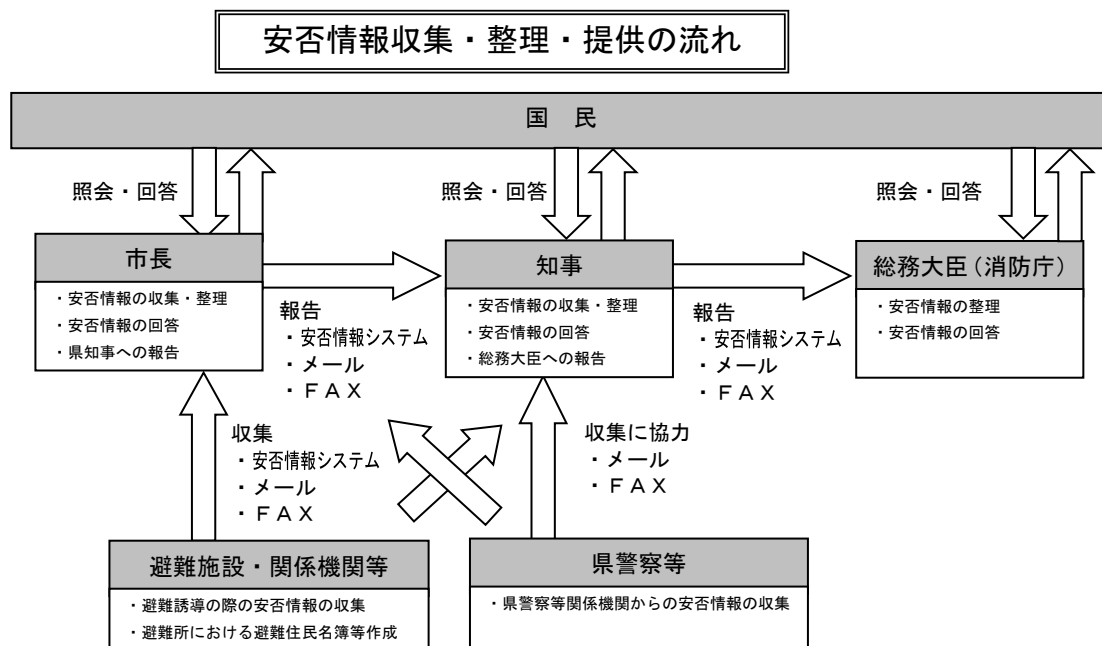 安否情報収集・整理・提供の流れ
国 民
照会・回答
照会・回答
照会・回答
市長
・安否情報の収集・整理
・安否情報の回答
・県知事への報告
報告
・安否情報システム
・メール
・ＦＡＸ
知事
・安否情報の収集・整理
・安否情報の回答
・総務大臣への報告
報告
・安否情報システム
・メール
・ＦＡＸ
総務大臣（消防庁）
・安否情報の整理
・安否情報の回答
収集
・安否情報システム
・メール
・ＦＡＸ
収集に協力
・メール
・ＦＡＸ
避難施設・関係機関等
・避難誘導の際の安否情報の収集
・避難所における避難住民名簿等作成
県警察等
・県警察等関係機関からの安否情報の収集